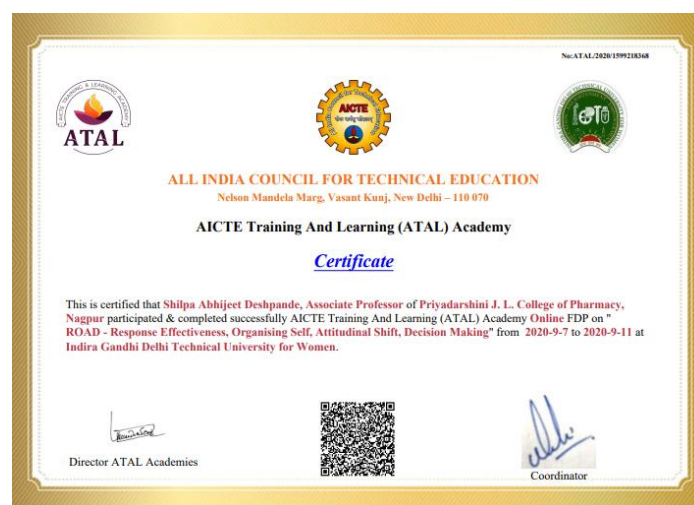 No:ATAL/2020/1599218368
ATAL
AICTE
ALL INDIA COUNCIL FOR TECHNICAL EDUCATION
Nelson Mandela Marg, Vasant Kunj, New Delhi – 110 070
AICTE Training And Learning (ATAL) Academy
Certificate
This is certified that Shilpa Abhijeet Deshpande, Associate Professor of Priyadarshini J. L. College of Pharmacy,
Nagpur participated & completed successfully AICTE Training And Learning (ATAL) Academy Online FDP on "
ROAD - Response Effectiveness, Organising Self, Attitudinal Shift, Decision Making" from 2020-9-7 to 2020-9-11 at
Indira Gandhi Delhi Technical University for Women.
Director ATAL Academies
Coordinator